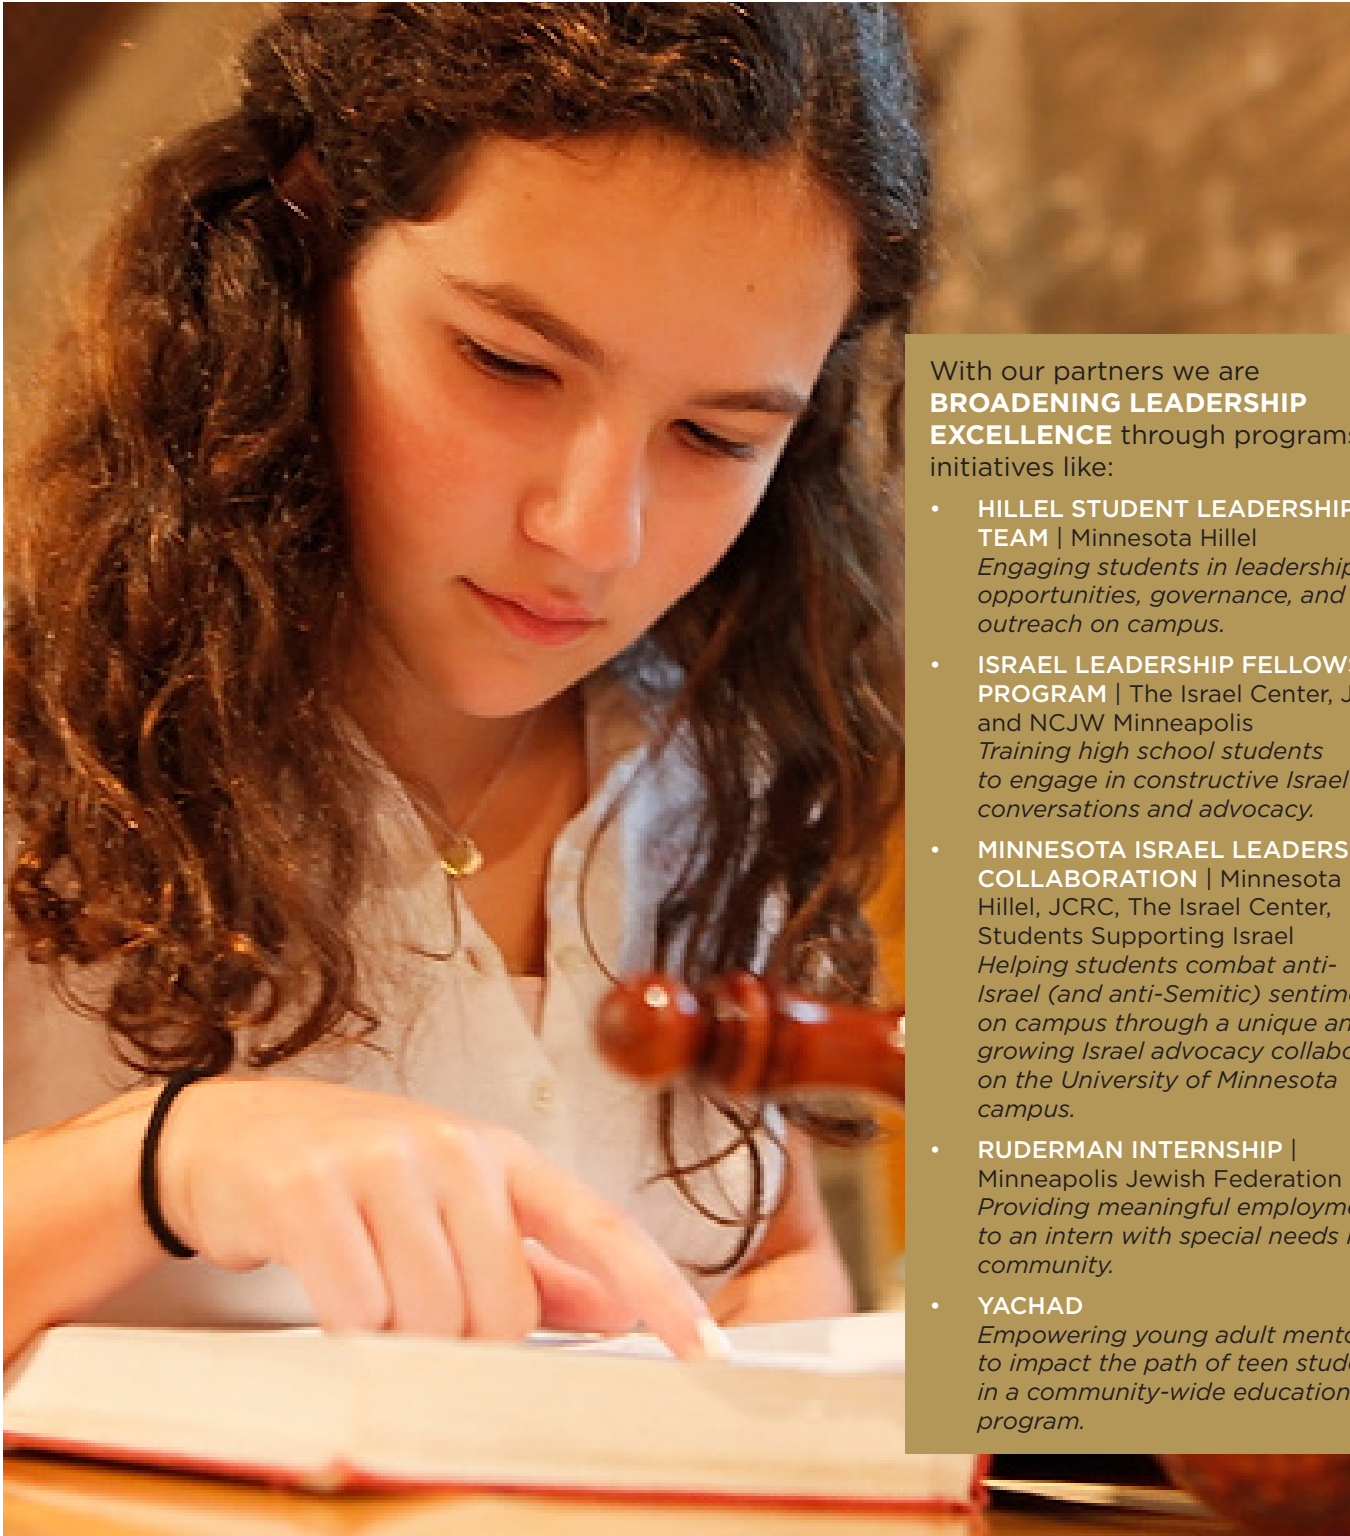 With our partners we are
BROADENING LEADERSHIP
EXCELLENCE through programs
initiatives like:
• HILLEL STUDENT LEADERSHIP
TEAM | Minnesota Hillel
Engaging students in leadership
opportunities, governance, and
outreach on campus.
• ISRAEL LEADERSHIP
PROGRAM | The Israel Center,
and NCJW Minneapolis
Training high school students
to engage in constructive Israel
conversations and advocacy.
• MINNESOTA ISRAEL
COLLABORATION | Minnesota
Hillel, JCRC, The Israel Center,
Students Supporting Israel
Helping students combat anti-
Israel (and anti-Semitic)
on campus through a unique
growing Israel advocacy
on the University of Minnesota
campus.
• RUDERMAN INTERNSHIP |
Minneapolis Jewish Federation
Providing meaningful
to an intern with special needs
community.
• YACHAD
Empowering young adult
to impact the path of teen
in a community-wide education
program.